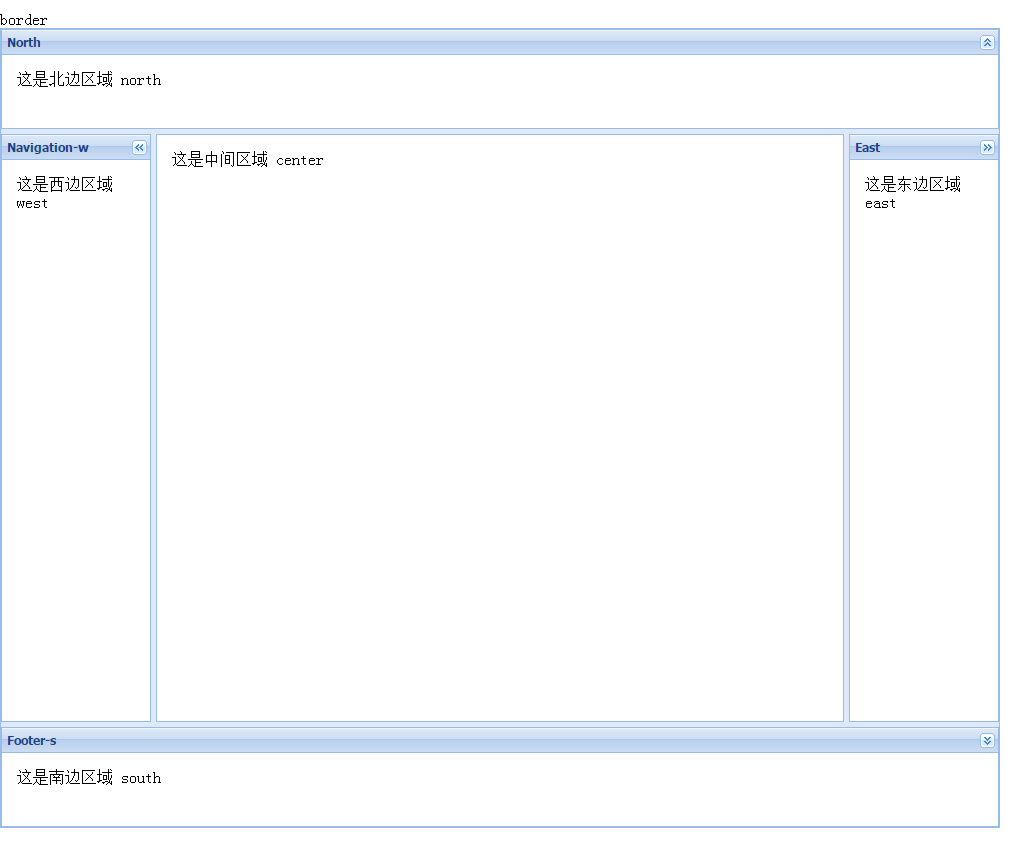 border
North
这是北边区域 north
Navigation-w
这是西边区域
west
这是中间区域 center
East
这是东边区域
east
Footer-s
这是南边区域 south